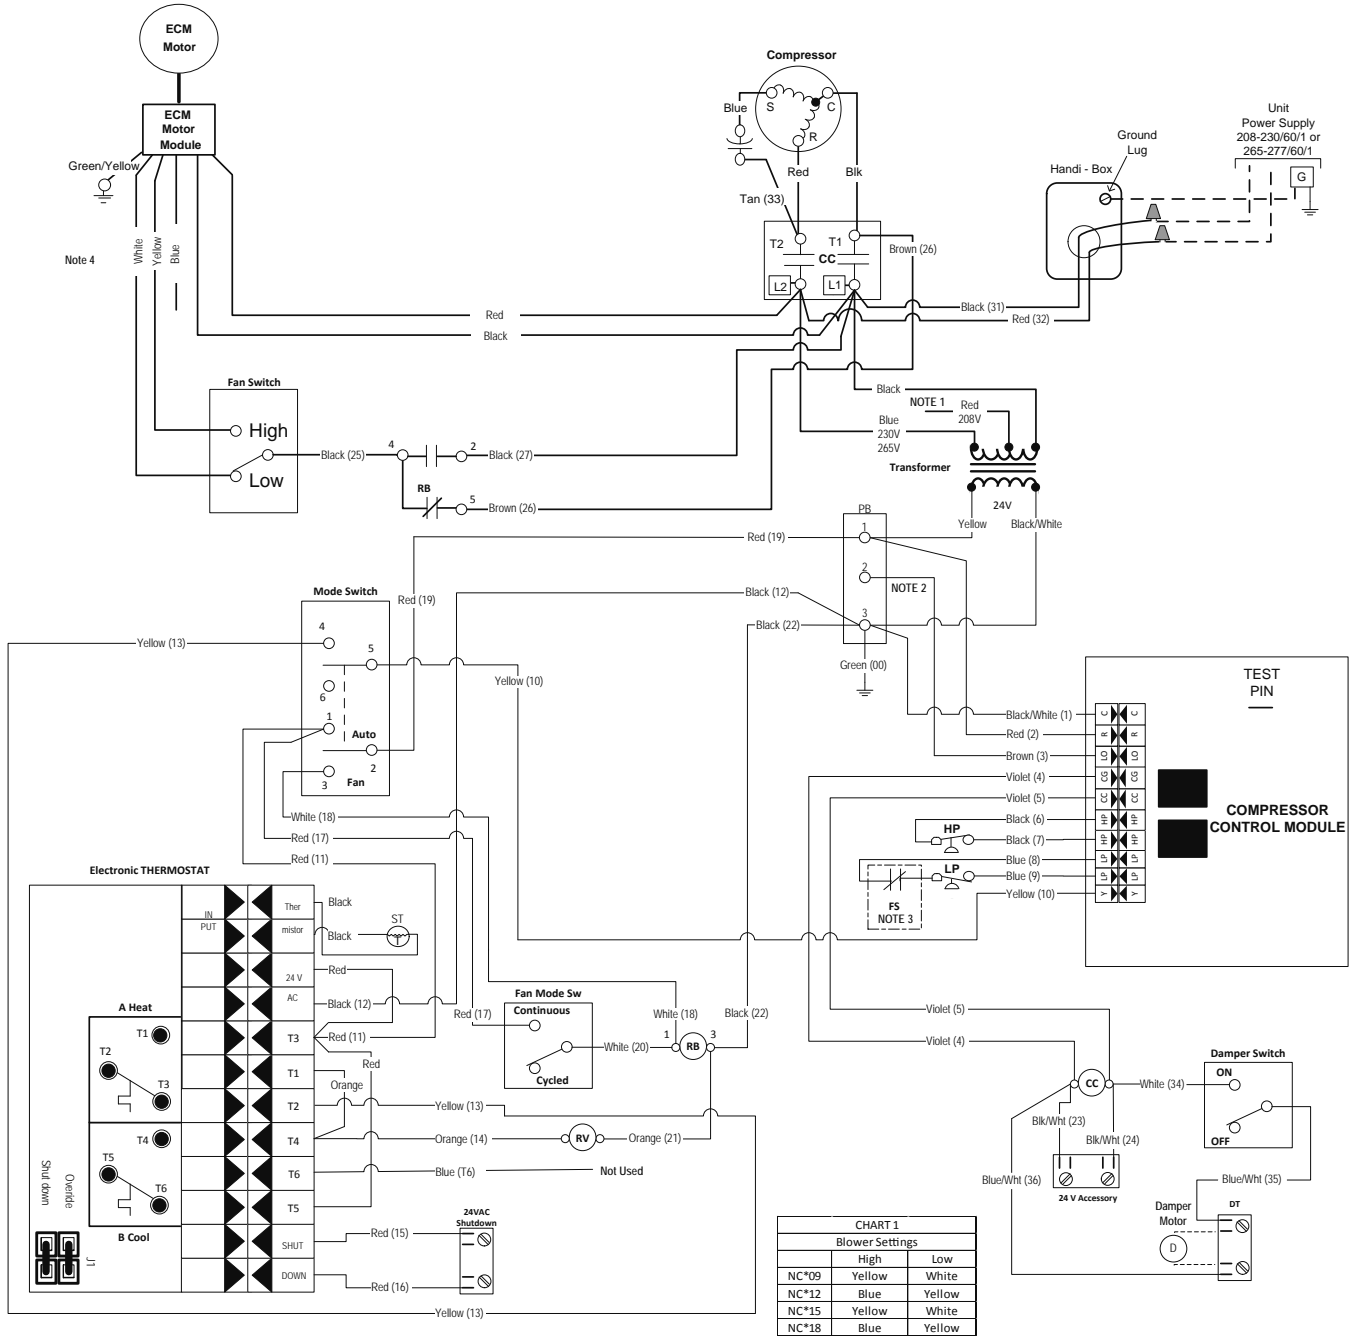 ECM
Motor
ECM
Motor
Module
Green/Yellow
Note 4
White
Yellow
Blue
Compressor
Blue
S
C
R
Red
Blk
Tan (33)
T2
T1
CC
L2
L1
Brown (26)
Unit
Power Supply
208-230/60/1 or
265-277/60/1
Ground
Lug
Handi - Box
G
Black (31)
Red (32)
Red
Black
Fan Switch
High
Low
Black (25)
4
2
Black (27)
RB
5
Brown (26)
Black
NOTE 1
Red
208V
Blue
230V
265V
Transformer
24V
Yellow
Black/White
PB
1
2
3
NOTE 2
Red (19)
Black (12)
Black (22)
Green (00)
Mode Switch
Red (19)
4
5
6
1
Auto
2
3
Fan
Yellow (13)
Yellow (10)
White (18)
Red (17)
Red (11)
TEST
PIN
COMPRESSOR
CONTROL MODULE
Black/White (1)
C
C
Red (2)
R
R
Brown (3)
LO
LO
Violet (4)
CG
CG
Violet (5)
CC
CC
Black (6)
HP
HP
Black (7)
HP
HP
Blue (8)
LP
LP
Blue (9)
LP
LP
Yellow (10)
Y
Y
HP
LP
FS
NOTE 3
Electronic THERMOSTAT
IN
PUT
Ther
mistor
24 V
AC
T3
T1
T2
T4
T6
T5
SHUT
DOWN
Black
Black
ST
Red
Black (12)
Red (11)
Red
Orange
Yellow (13)
Orange (14)
RV
Orange (21)
Blue (T6)
Not Used
Red (15)
Red (16)
24VAC
Shutdown
Yellow (13)
A Heat
T1
T2
T3
T4
T5
T6
B Cool
Shut down
Override
J1
Red (17)
Fan Mode Sw
Continuous
Cycled
White (20)
White (18)
1
RB
3
Black (22)
Violet (5)
Violet (4)
CC
White (34)
Damper Switch
ON
OFF
Blk/Wht (23)
Blk/Wht (24)
24 V Accessory
Blue/Wht (36)
Blue/Wht (35)
Damper
Motor
D
DT
CHART 1
Blower Settings
High Low
NC*09 Yellow White
NC*12 Blue Yellow
NC*15 Yellow White
NC*18 Blue Yellow